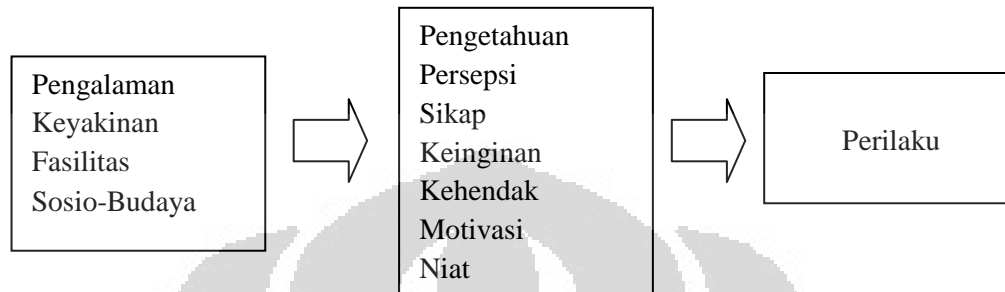 Pengalaman
Keyakinan
Fasilitas
Sosio-Budaya
Pengetahuan
Persepsi
Sikap
Keinginan
Kehendak
Motivasi
Niat
Perilaku